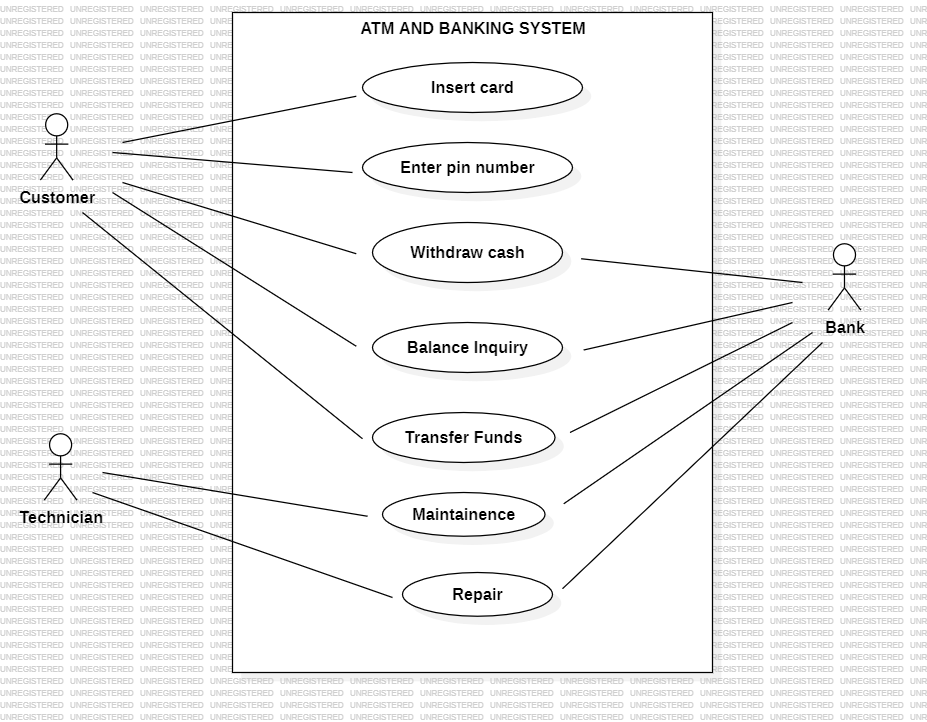 ATM AND BANKING SYSTEM
Insert card
Enter pin number
Customer
Withdraw cash
Bank
Balance Inquiry
Transfer Funds
Technician
Maintainence
Repair
UNREGISTERED